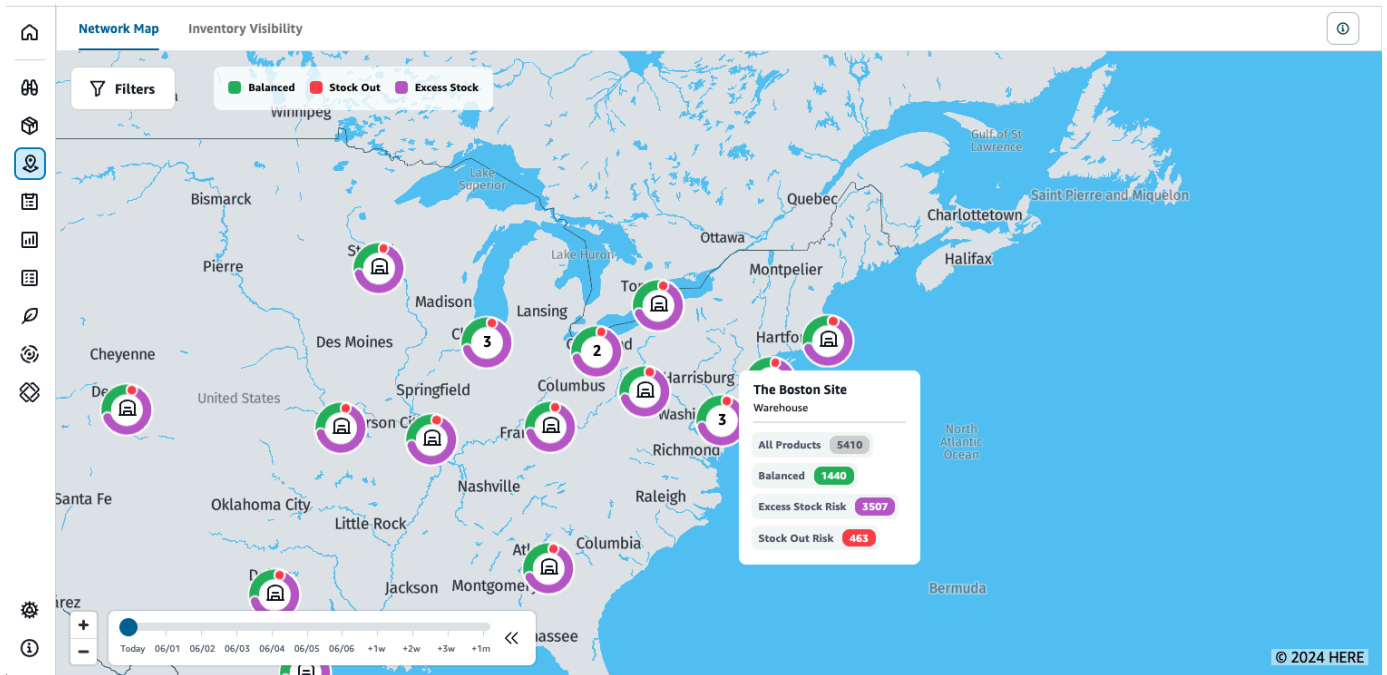 Network Map
Inventory Visibility
Filters
Balanced
Stock Out
Excess Stock
Winnipeg
Gulf of St
Lawrence
Lake
Superior
Bismarck
Quebec
Saint Pierre and Miquelon
Charlottetown
Ottawa
Lake Huron
Halifax
Pierre
Montpelier
Madison
Lansing
3
2
Des Moines
Cheyenne
Harrisburg
Columbus
Springfield
United States
3
Richmond
The Boston Site
Warehouse
All Products 5410
Balanced 1440
Excess Stock Risk 3507
Stock Out Risk 463
North
Atlantic
Ocean
Nashville
Raleigh
Santa Fe
Oklahoma City
Little Rock
Columbia
Jackson
Montgomery
Bermuda
+
−
Today 06/01 06/02 06/03 06/04 06/05 06/06 +1w +2w +3w +1m
© 2024 HERE